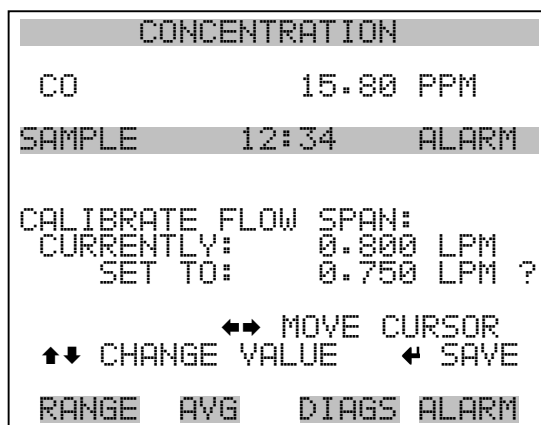 CONCENTRATION
CO 15.80 PPM
SAMPLE 12:34 ALARM
CALIBRATE FLOW SPAN:
CURRENTLY: 0.800 LPM
SET TO: 0.750 LPM ?
⬅➡ MOVE CURSOR
⬆⬇ CHANGE VALUE ↵ SAVE
RANGE AVG DIAGS ALARM